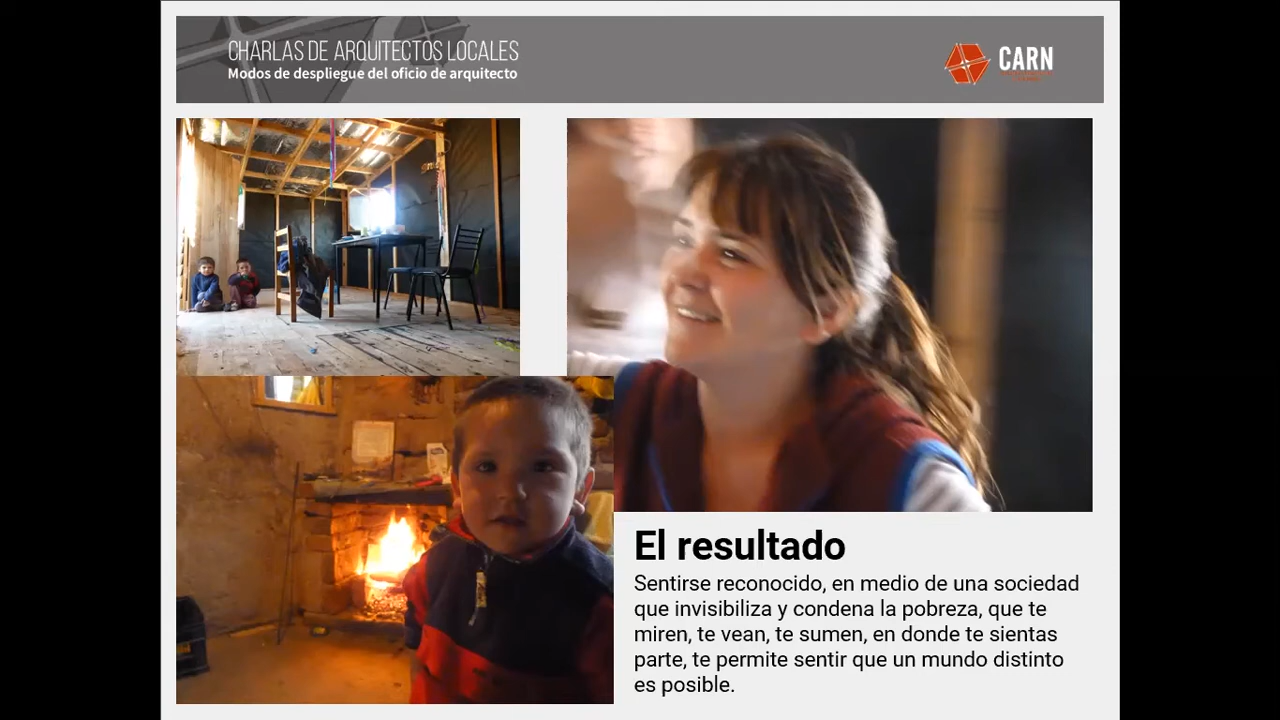 CHARLAS DE ARQUITECTOS LOCALES
Modos de despliegue del oficio de arquitecto
CARN
El resultado
Sentirse reconocido, en medio de una sociedad
que invisibiliza y condena la pobreza, que te
miren, te vean, te sumen, en donde te sientas
parte, te permite sentir que un mundo distinto
es posible.